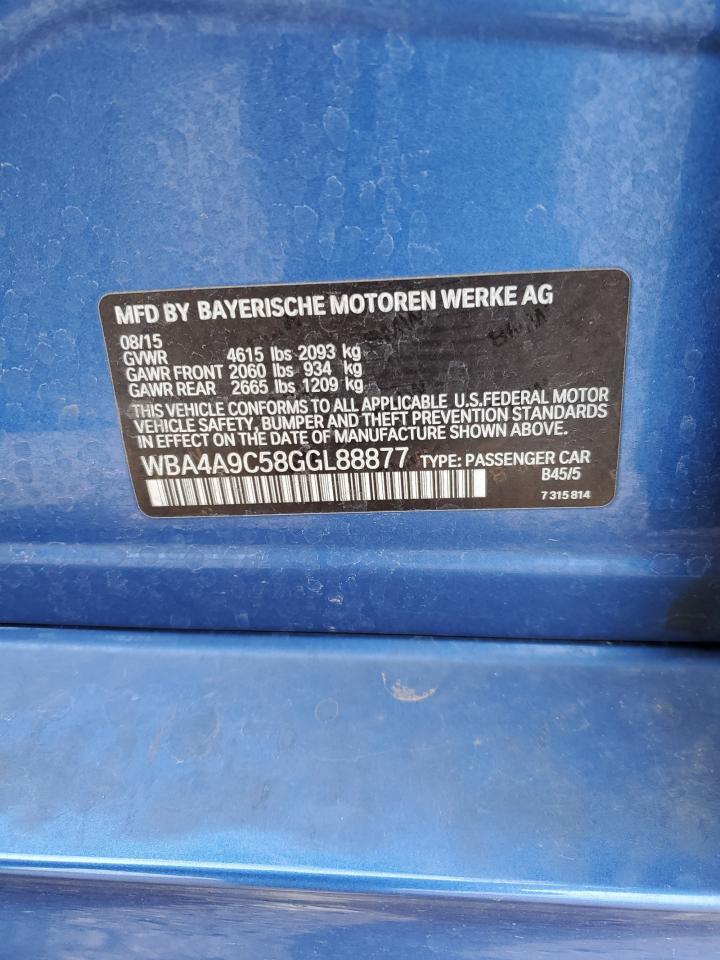 MFD BY BAYERISCHE MOTOREN WERKE AG
08/15
GVWR 4615 lbs 2093 kg
GAWR FRONT 2060 lbs 934 kg
GAWR REAR 2665 lbs 1209 kg
THIS VEHICLE CONFORMS TO ALL APPLICABLE U.S.FEDERAL MOTOR
VEHICLE SAFETY, BUMPER AND THEFT PREVENTION STANDARDS
IN EFFECT ON THE DATE OF MANUFACTURE SHOWN ABOVE.
WBA4A9C58GGL88877 TYPE: PASSENGER CAR
B45/5
7 315 814